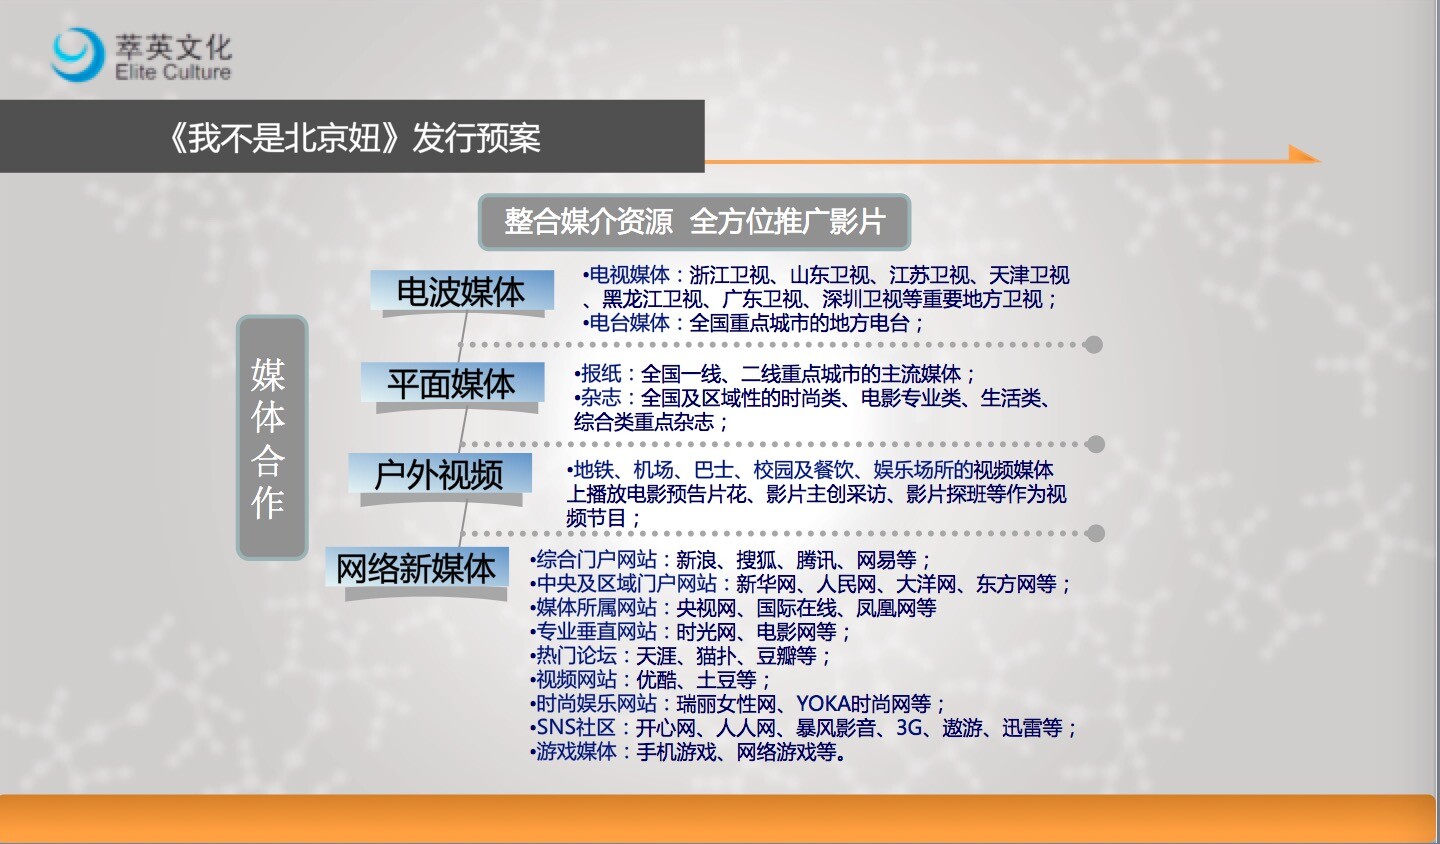 萃英文化
Elite Culture
《我不是北京妞》发行预案
整合媒介资源 全方位推广影片
媒体合作
电波媒体
•电视媒体：浙江卫视、山东卫视、江苏卫视、天津卫视
、黑龙江卫视、广东卫视、深圳卫视等重要地方卫视；
•电台媒体：全国重点城市的地方电台；
平面媒体
•报纸：全国一线、二线重点城市的主流媒体；
•杂志：全国及区域性的时尚类、电影专业类、生活类、
综合类重点杂志；
户外视频
•地铁、机场、巴士、校园及餐饮、娱乐场所的视频媒体
上播放电影预告片花、影片主创采访、影片探班等作为视
频节目；
网络新媒体
•综合门户网站：新浪、搜狐、腾讯、网易等；
•中央及区域门户网站：新华网、人民网、大洋网、东方网等；
•媒体所属网站：央视网、国际在线、凤凰网等
•专业垂直网站：时光网、电影网等；
•热门论坛：天涯、猫扑、豆瓣等；
•视频网站：优酷、土豆等；
•时尚娱乐网站：瑞丽女性网、YOKA时尚网等；
•SNS社区：开心网、人人网、暴风影音、3G、遨游、迅雷等；
•游戏媒体：手机游戏、网络游戏等。